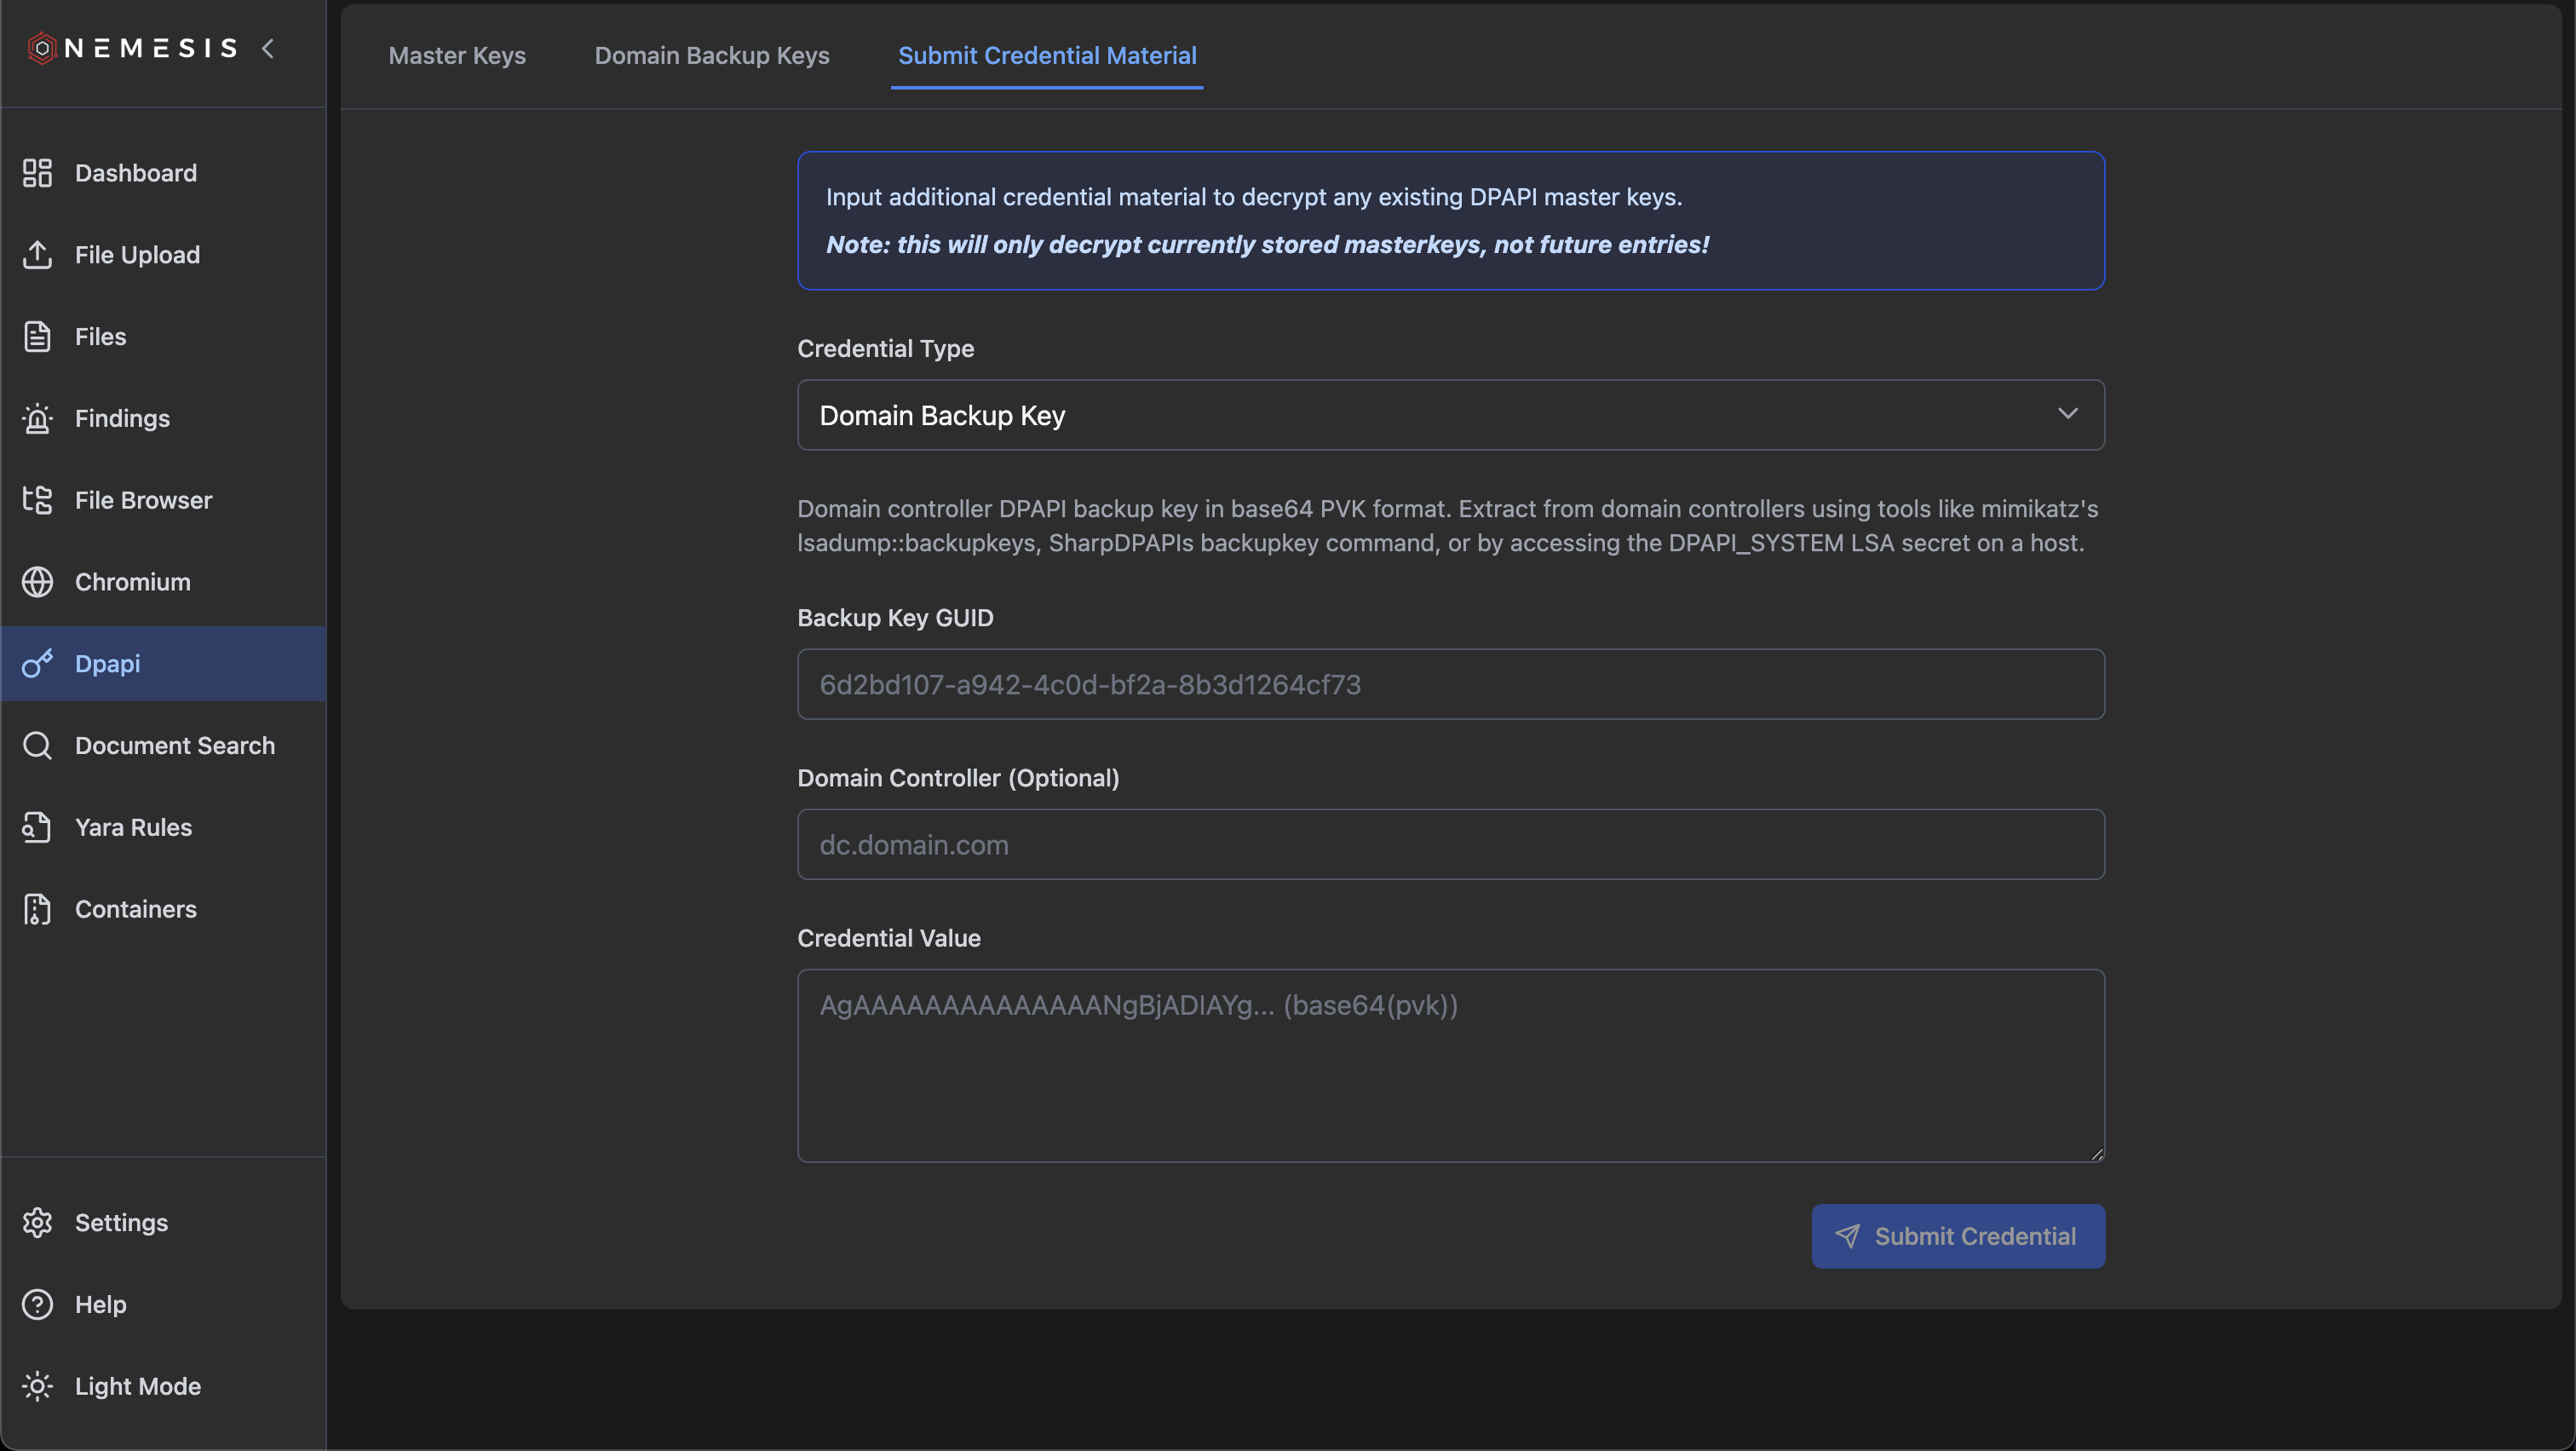 NEMESIS
Dashboard
File Upload
Files
Findings
File Browser
Chromium
Dpapi
Document Search
Yara Rules
Containers
Settings
Help
Light Mode
Master Keys
Domain Backup Keys
Submit Credential Material
Input additional credential material to decrypt any existing DPAPI master keys.
Note: this will only decrypt currently stored masterkeys, not future entries!
Credential Type
Domain Backup Key
Domain controller DPAPI backup key in base64 PVK format. Extract from domain controllers using tools like mimikatz's
lsadump::backupkeys, SharpDPAPIs backupkey command, or by accessing the DPAPI_SYSTEM LSA secret on a host.
Backup Key GUID
6d2bd107-a942-4c0d-bf2a-8b3d1264cf73
Domain Controller (Optional)
dc.domain.com
Credential Value
AgAAAAAAAAAAAAAANgBjADIAYg... (base64(pvk))
Submit Credential